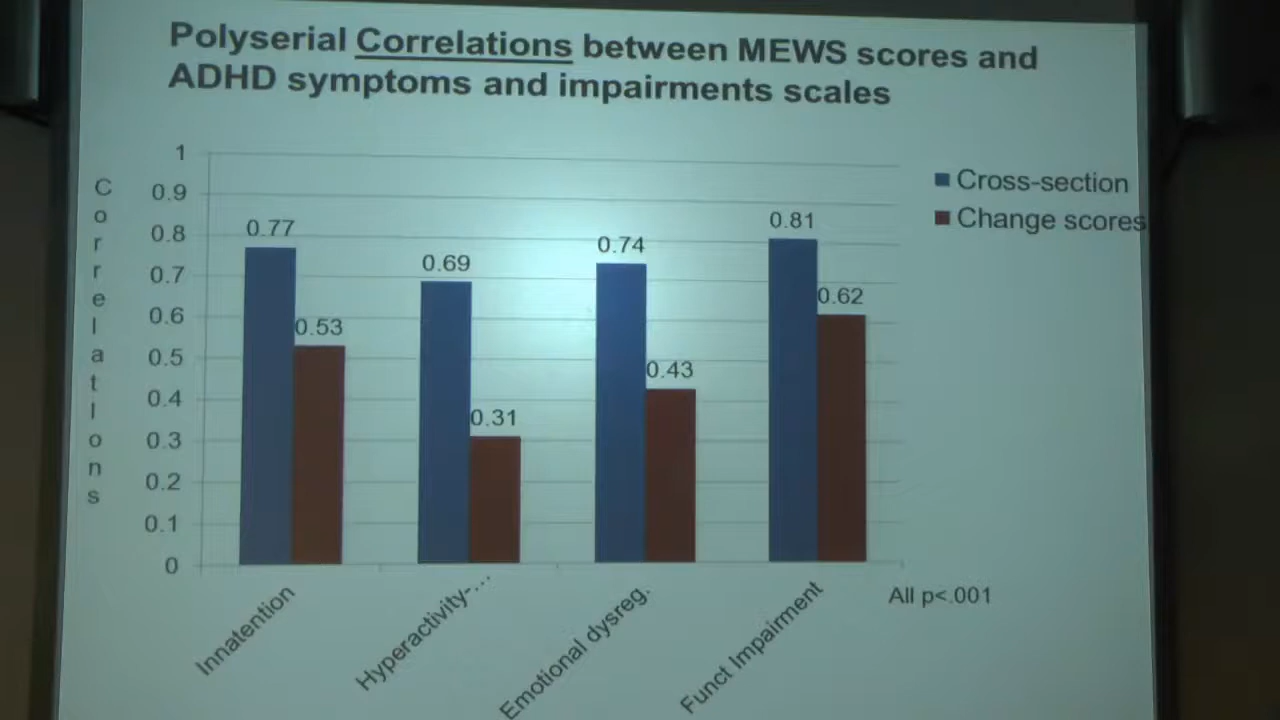 Polyserial Correlations between MEWS scores and
ADHD symptoms and impairments scales
Correlations
1
0.9
0.8
0.7
0.6
0.5
0.4
0.3
0.2
0.1
0
0.77
0.53
0.69
0.31
0.74
0.43
0.81
0.62
Cross-section
Change scores
Innatention
Hyperactivity-...
Emotional dysreg.
Funct Impairment
All p<.001